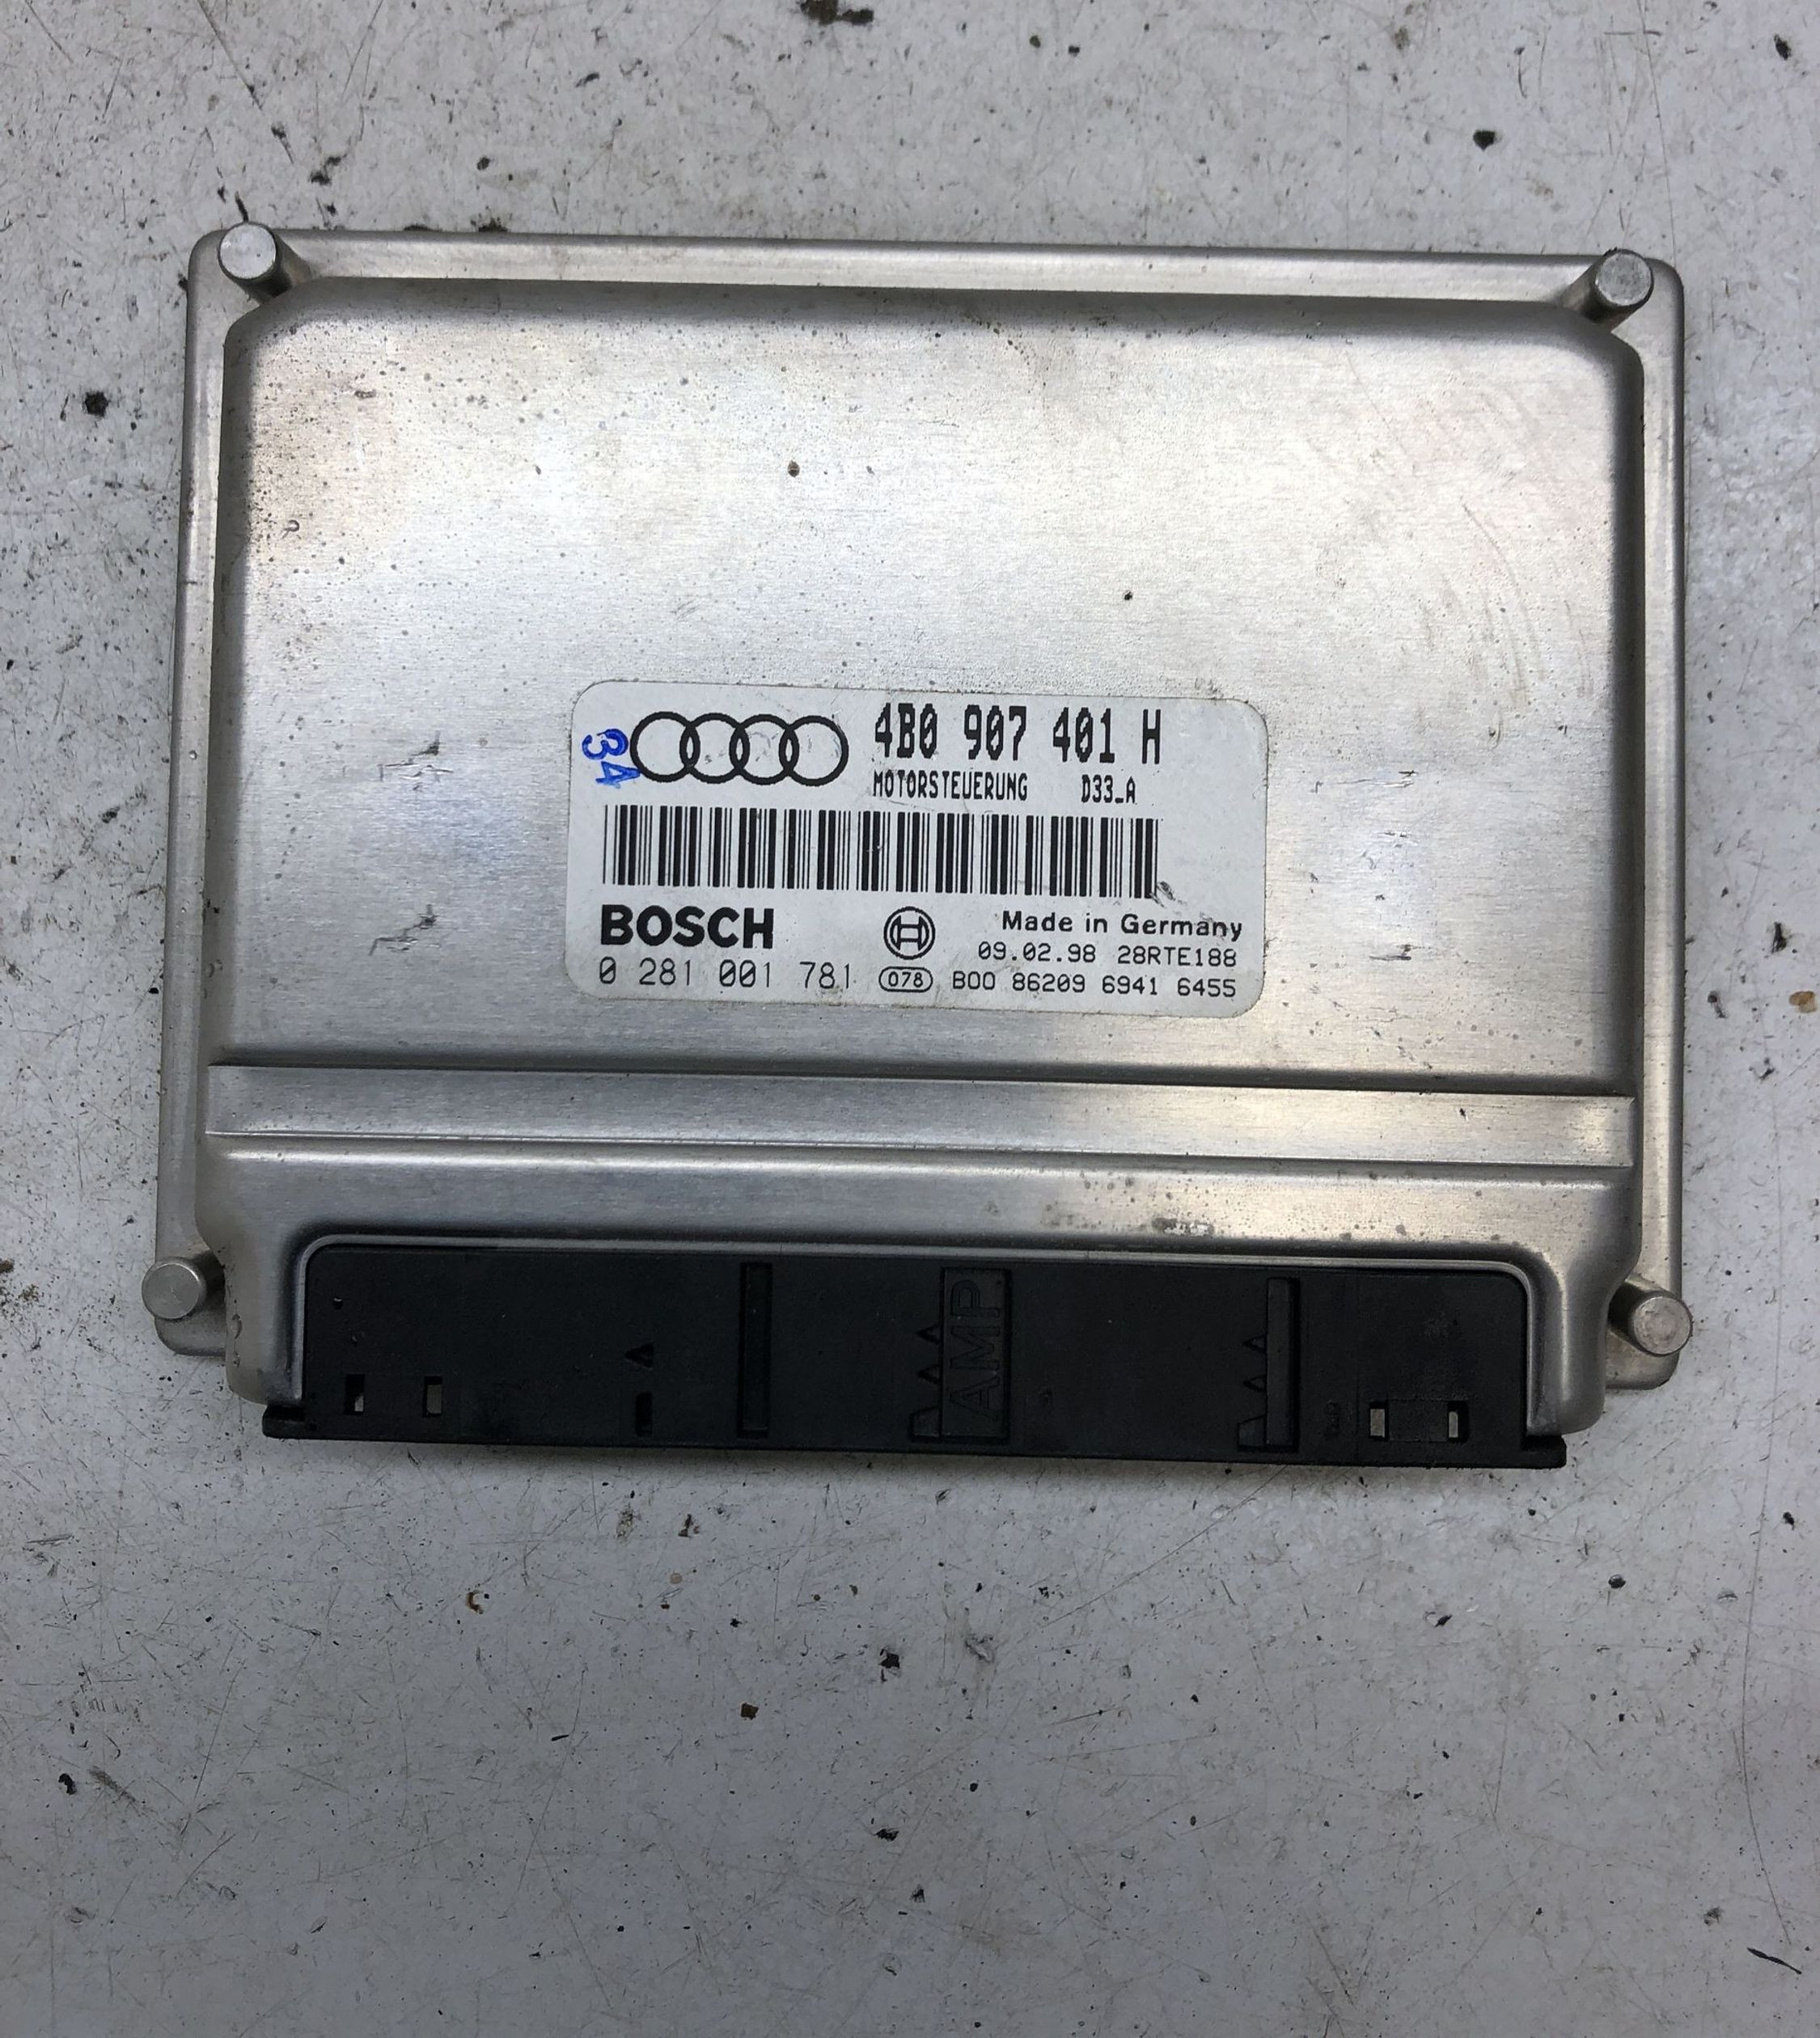 34
4B0 907 401 H
MOTORSTEUERUNG D33_A
BOSCH
Made in Germany
09.02.98 28RTE188
0 281 001 781 078 B00 86209 6941 6455
AMP